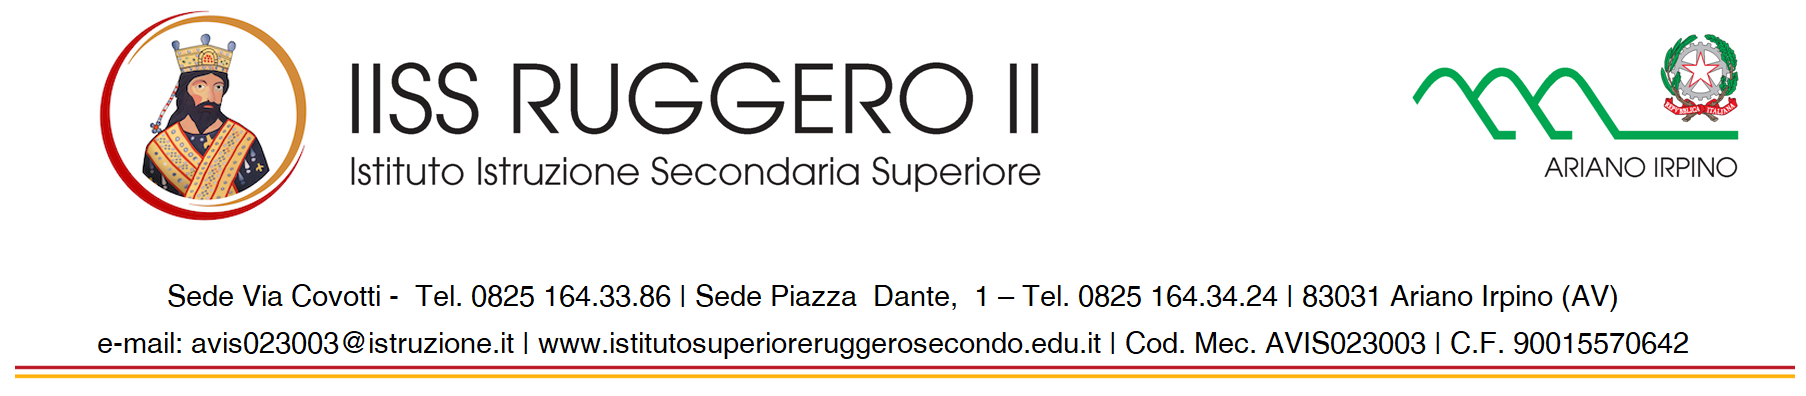 IISS RUGGERO II
Istituto Istruzione Secondaria Superiore
REPVBBLICA ITALIANA
ARIANO IRPINO
Sede Via Covotti - Tel. 0825 164.33.86 | Sede Piazza Dante, 1 – Tel. 0825 164.34.24 | 83031 Ariano Irpino (AV)
e-mail: avis023003@istruzione.it | www.istitutosuperioreruggerosecondo.edu.it | Cod. Mec. AVIS023003 | C.F. 90015570642